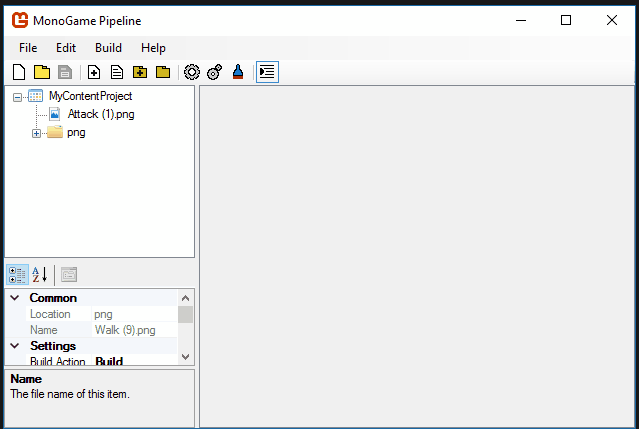 MonoGame Pipeline
File Edit Build Help
MyContentProject
Attack (1).png
png
A
Z
Common
Location png
Name Walk (9).png
Settings
Build Action Build
Name
The file name of this item.